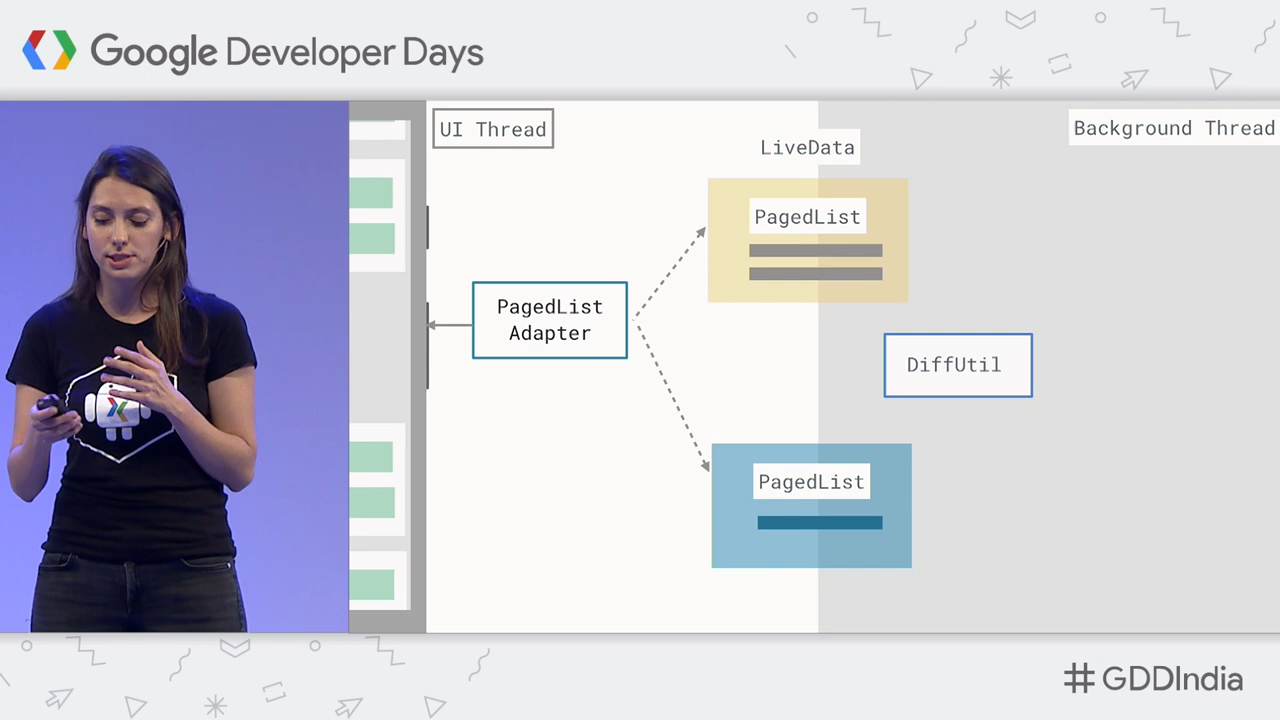 Google Developer Days
UI Thread
Background Thread
LiveData
PagedList
PagedList
Adapter
DiffUtil
PagedList
#GDDIndia